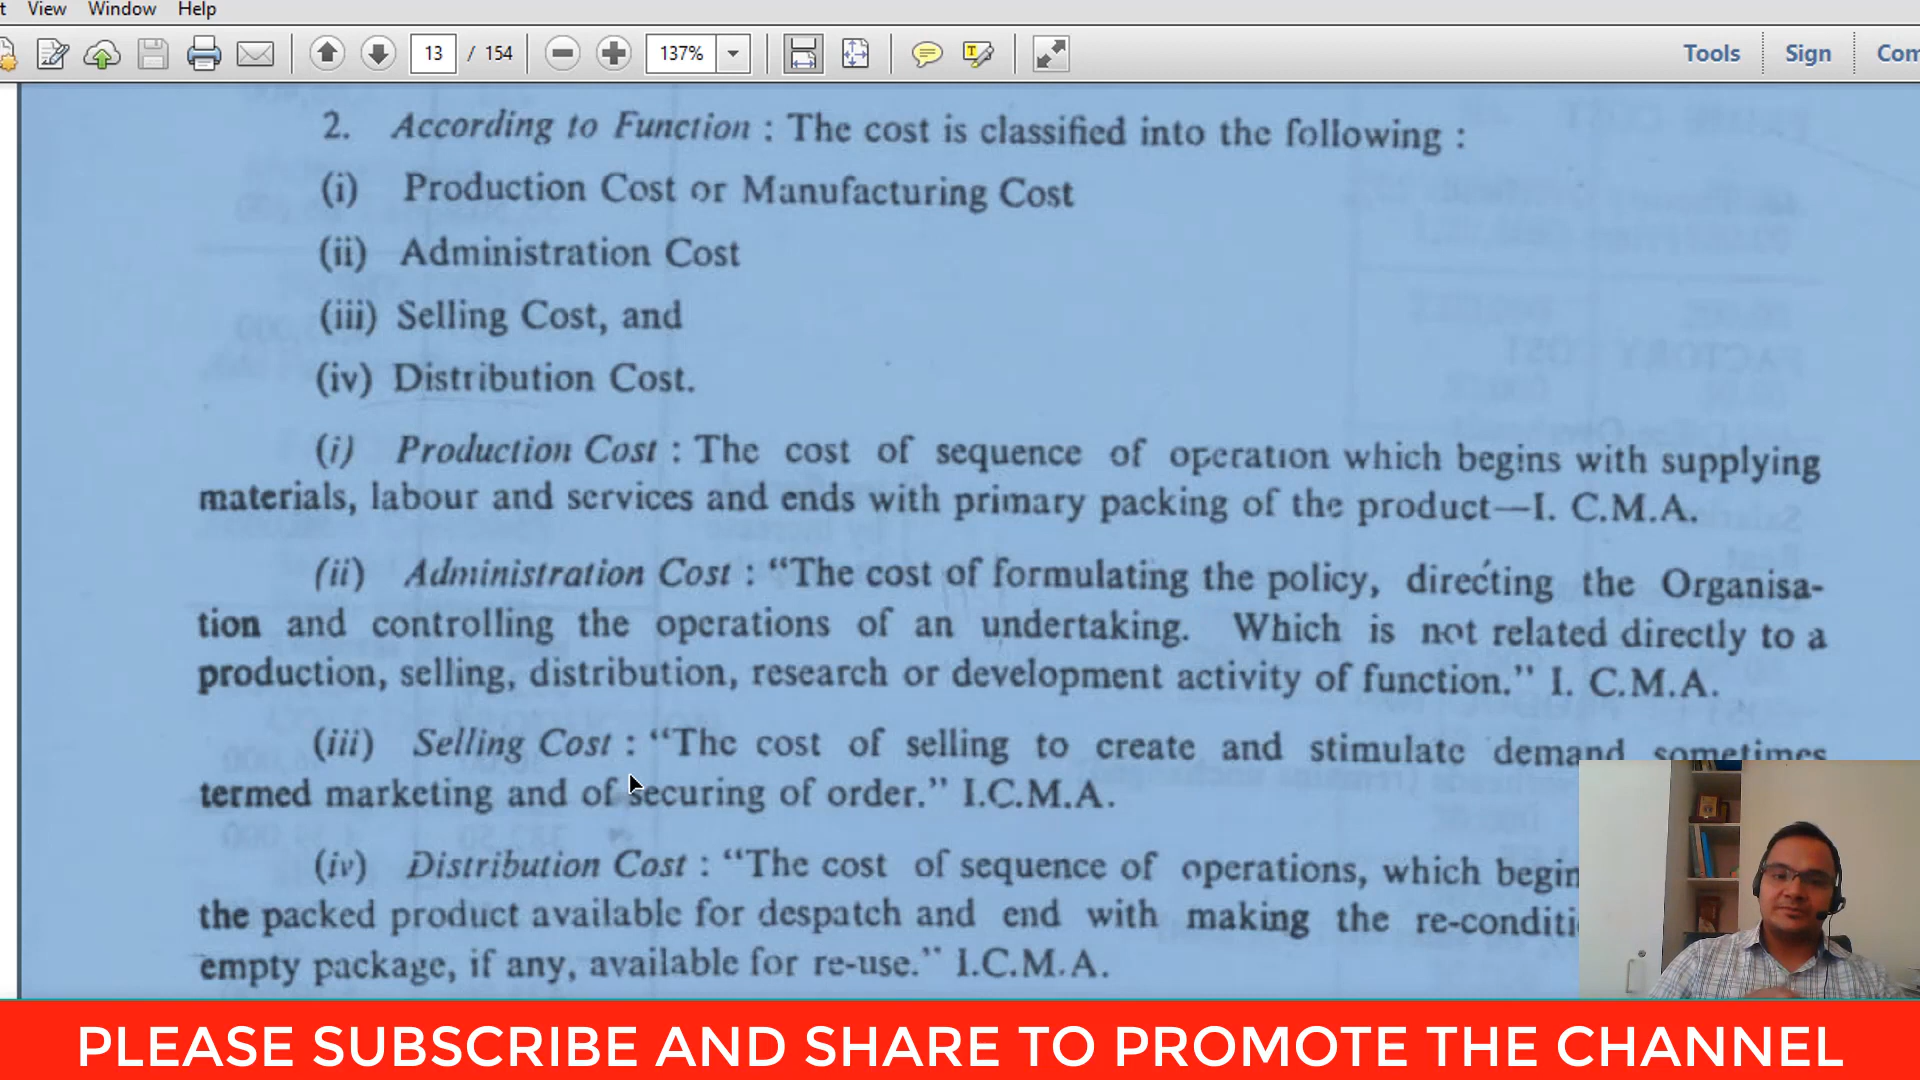 View Window Help
13 / 154 137% Tools Sign
2. According to Function : The cost is classified into the following :
(i) Production Cost or Manufacturing Cost
(ii) Administration Cost
(iii) Selling Cost, and
(iv) Distribution Cost.
(i) Production Cost : The cost of sequence of operation which begins with supplying
materials, labour and services and ends with primary packing of the product—I. C.M.A.
(ii) Administration Cost : “The cost of formulating the policy, directing the Organisa-
tion and controlling the operations of an undertaking. Which is not related directly to a
production, selling, distribution, research or development activity of function.” I. C.M.A.
(iii) Selling Cost : “The cost of selling to create and stimulate demand sometimes
termed marketing and of securing of order.” I.C.M.A.
(iv) Distribution Cost : “The cost of sequence of operations, which begin
the packed product available for despatch and end with making the re-conditi
empty package, if any, available for re-use.” I.C.M.A.
PLEASE SUBSCRIBE AND SHARE TO PROMOTE THE CHANNEL